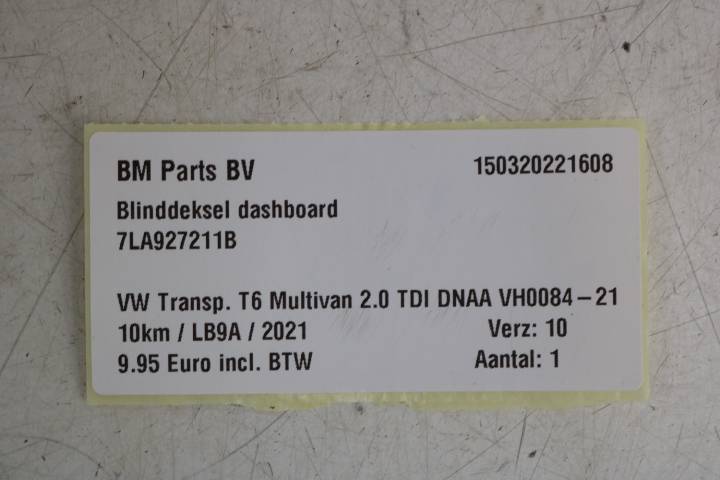 BM Parts BV 150320221608
Blinddeksel dashboard
7LA927211B
VW Transp. T6 Multivan 2.0 TDI DNAA VH0084-21
10km / LB9A / 2021 Verz: 10
9.95 Euro incl. BTW Aantal: 1